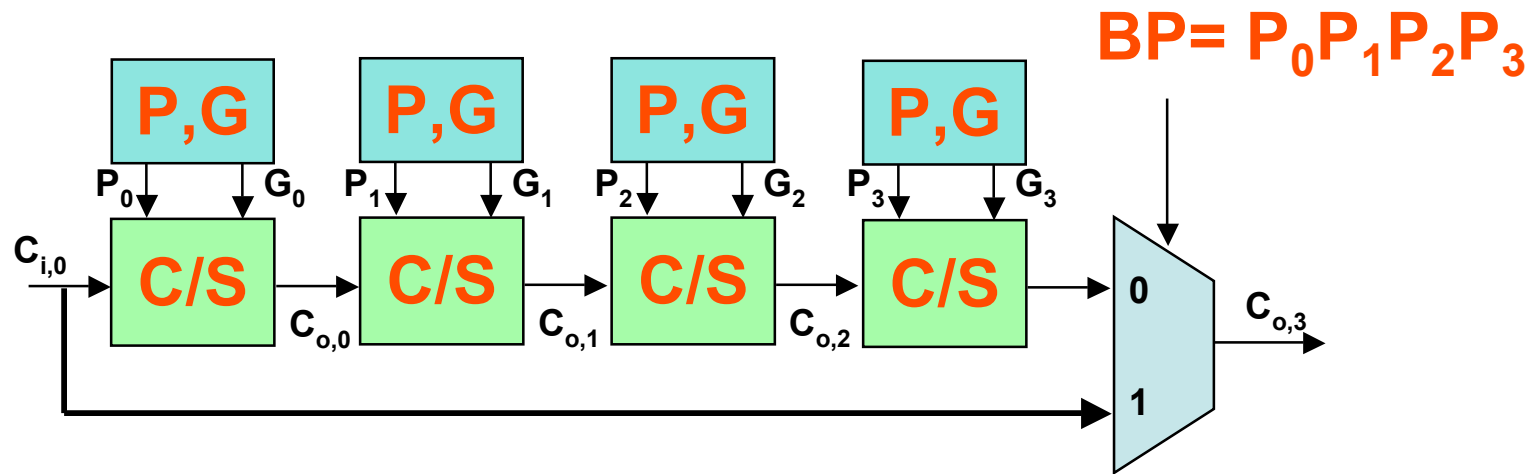 BP= P₀P₁P₂P₃
P,G P,G P,G P,G
P₀ G₀ P₁ G₁ P₂ G₂ P₃ G₃
Cᵢ,₀ C/S C/S C/S C/S 0
Cₒ,₀ Cₒ,₁ Cₒ,₂ Cₒ,₃
1